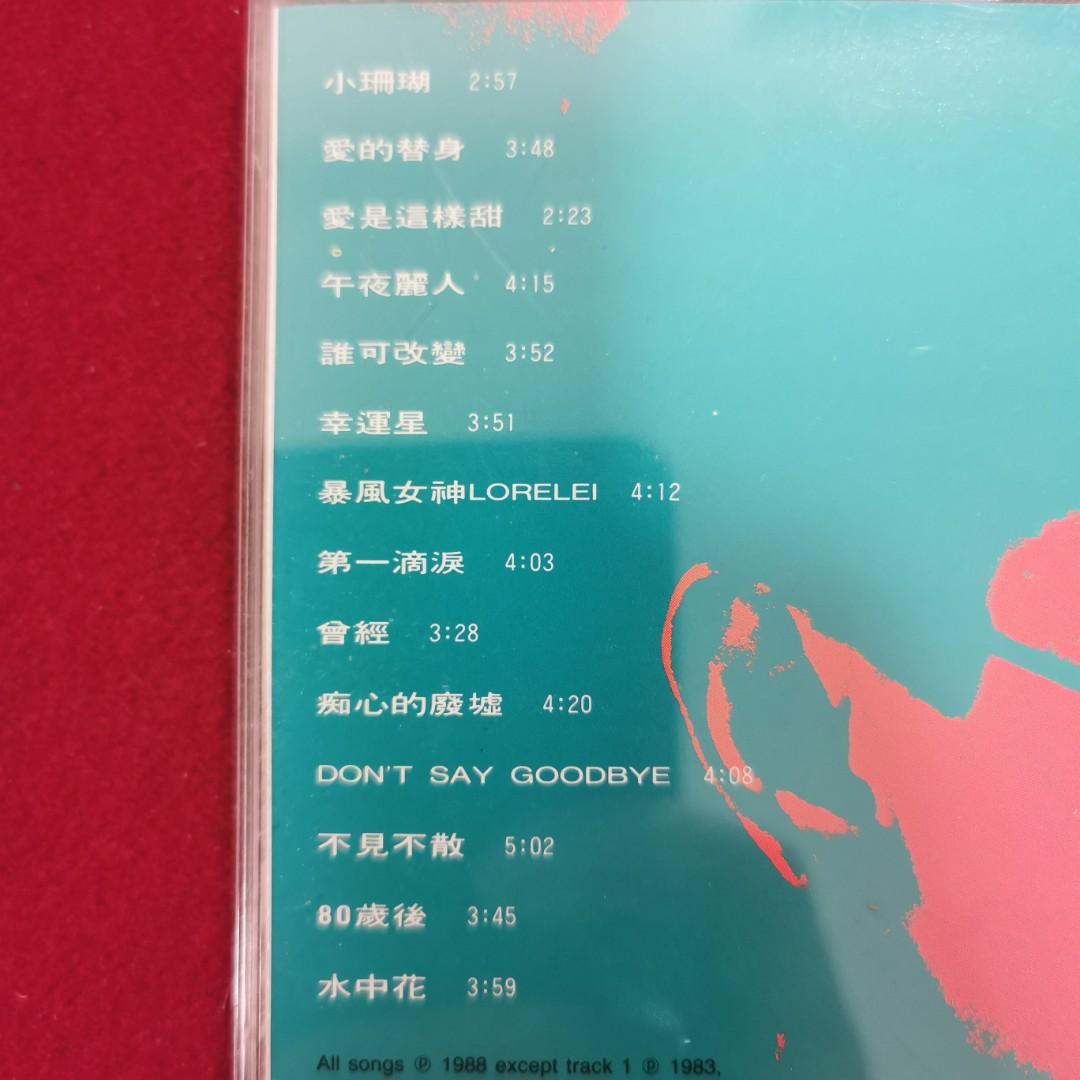 小珊瑚 2:57
愛的替身 3:48
愛是這樣甜 2:23
午夜麗人 4:15
誰可改變 3:52
幸運星 3:51
暴風女神LORELEI 4:12
第一滴淚 4:03
曾經 3:28
痴心的廢墟 4:20
DON'T SAY GOODBYE 4:08
不見不散 5:02
80歲後 3:45
水中花 3:59
All songs ℗ 1988 except track 1 ℗ 1983,